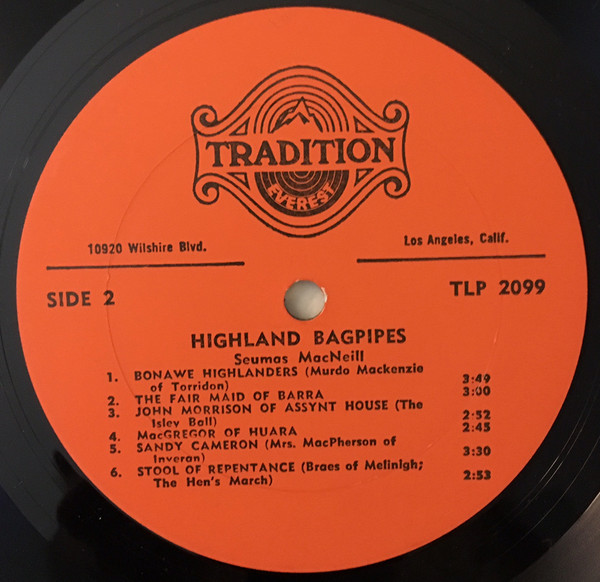 TRADITION
EVEREST
10920 Wilshire Blvd.
Los Angeles, Calif.
SIDE 2
TLP 2099
HIGHLAND BAGPIPES
Seumas MacNeill
1. BONAWE HIGHLANDERS (Murdo Mackenzie
of Torridon) 3:49
2. THE FAIR MAID OF BARRA 3:00
3. JOHN MORRISON OF ASSYNT HOUSE (The
Isley Ball) 2:52
4. MacGREGOR OF HUARA 2:45
5. SANDY CAMERON (Mrs. MacPherson of
Inveran) 3:30
6. STOOL OF REPENTANCE (Braes of Melinigh;
The Hen's March) 2:53